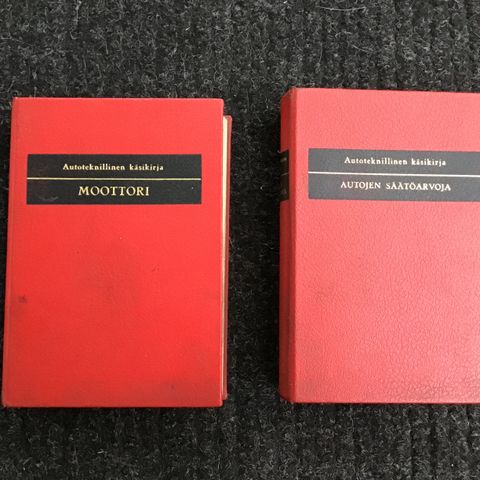 Autoteknillinen käsikirja
MOOTTORI
Autoteknillinen käsikirja
AUTOJEN SÄÄTÖARVOJA